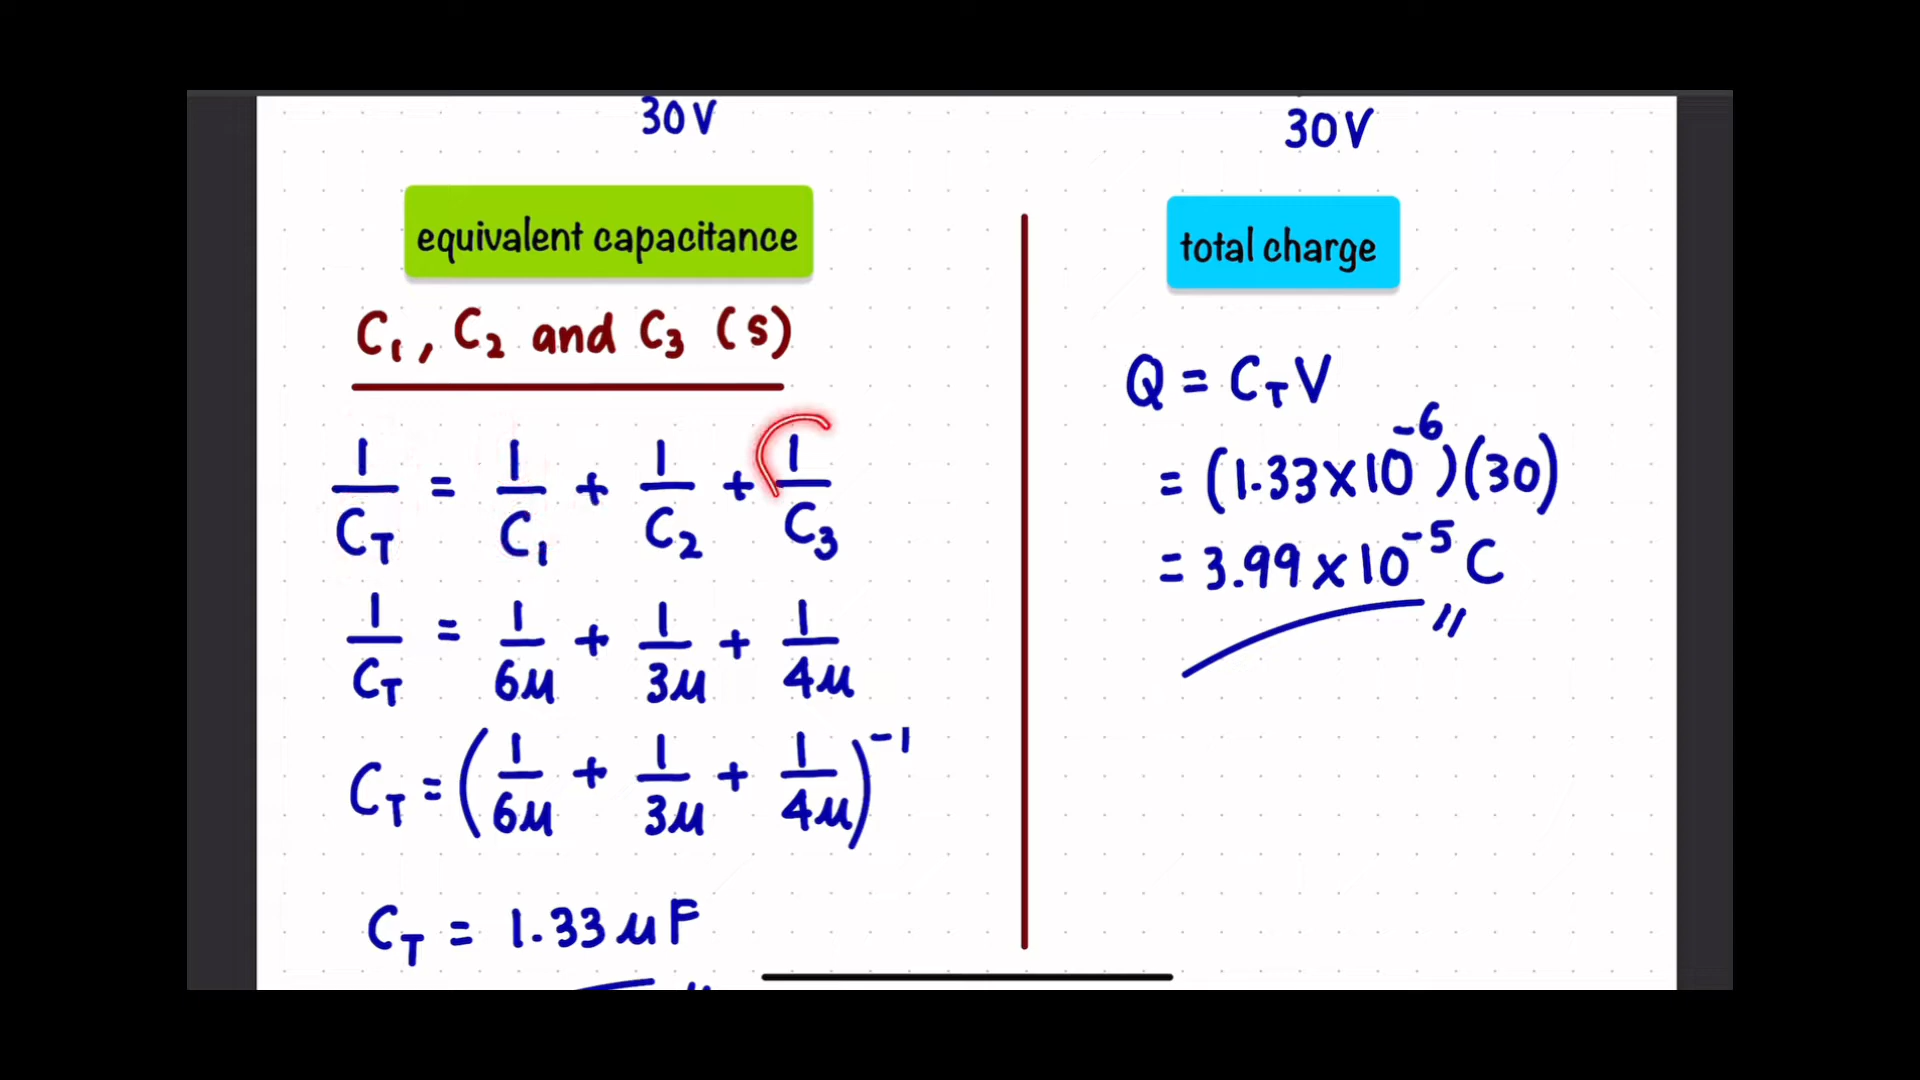 30V
equivalent capacitance
C₁, C₂ and C₃ (s)
1/C_T = 1/C₁ + 1/C₂ + 1/C₃
1/C_T = 1/6μ + 1/3μ + 1/4μ
C_T = (1/6μ + 1/3μ + 1/4μ)⁻¹
C_T = 1.33μF
30V
total charge
Q = C_T V
= (1.33×10⁻⁶)(30)
= 3.99×10⁻⁵ C